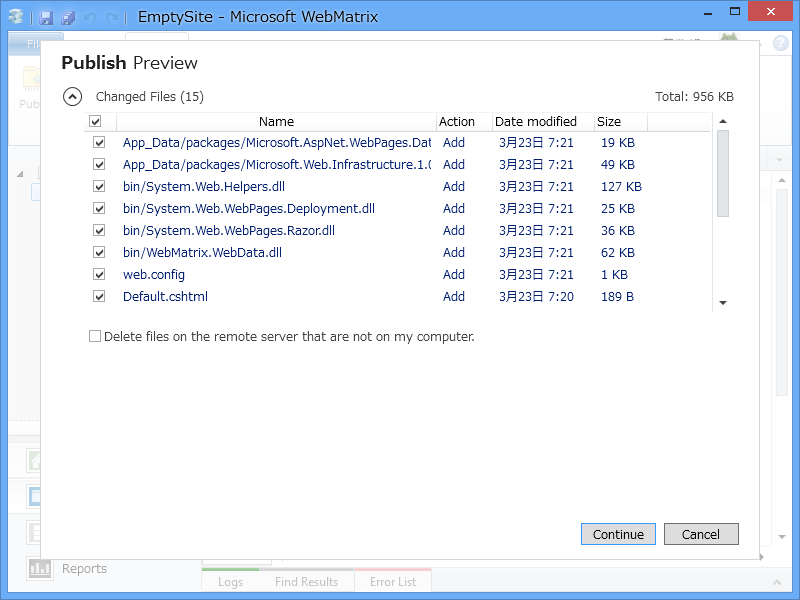 EmptySite - Microsoft WebMatrix
Publish Preview
Changed Files (15) Total: 956 KB
Name Action Date modified Size
App_Data/packages/Microsoft.AspNet.WebPages.Dat Add 3月23日 7:21 19 KB
App_Data/packages/Microsoft.Web.Infrastructure.1.0 Add 3月23日 7:21 49 KB
bin/System.Web.Helpers.dll Add 3月23日 7:21 127 KB
bin/System.Web.WebPages.Deployment.dll Add 3月23日 7:21 25 KB
bin/System.Web.WebPages.Razor.dll Add 3月23日 7:21 36 KB
bin/WebMatrix.WebData.dll Add 3月23日 7:21 62 KB
web.config Add 3月23日 7:21 1 KB
Default.cshtml Add 3月23日 7:20 189 B
Delete files on the remote server that are not on my computer.
Continue Cancel
Reports
Logs Find Results Error List